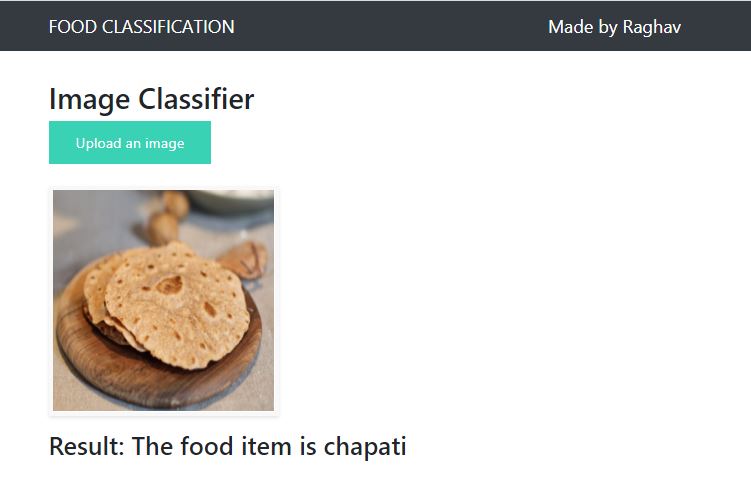 FOOD CLASSIFICATION
Made by Raghav
Image Classifier
Upload an image
Result: The food item is chapati